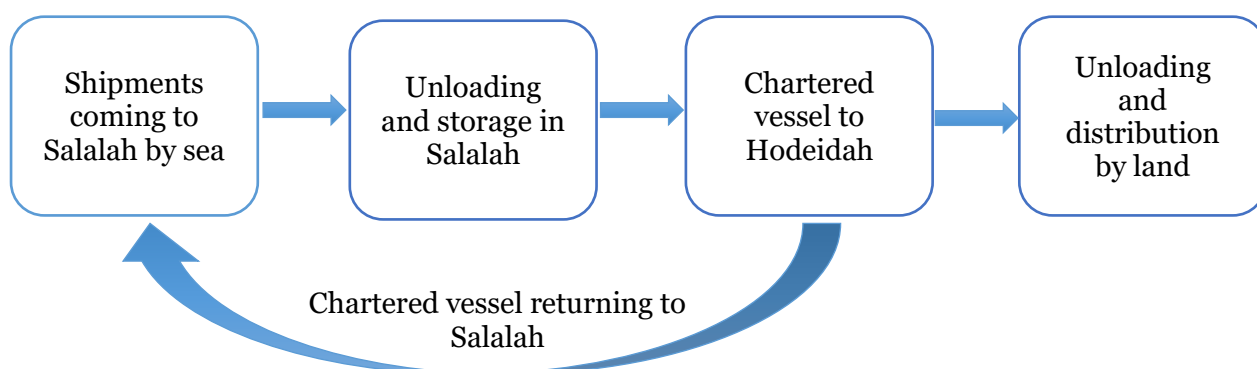 Shipments
coming to
Salalah by sea
Unloading
and storage in
Salalah
Chartered
vessel to
Hodeidah
Unloading
and
distribution
by land
Chartered vessel returning to
Salalah